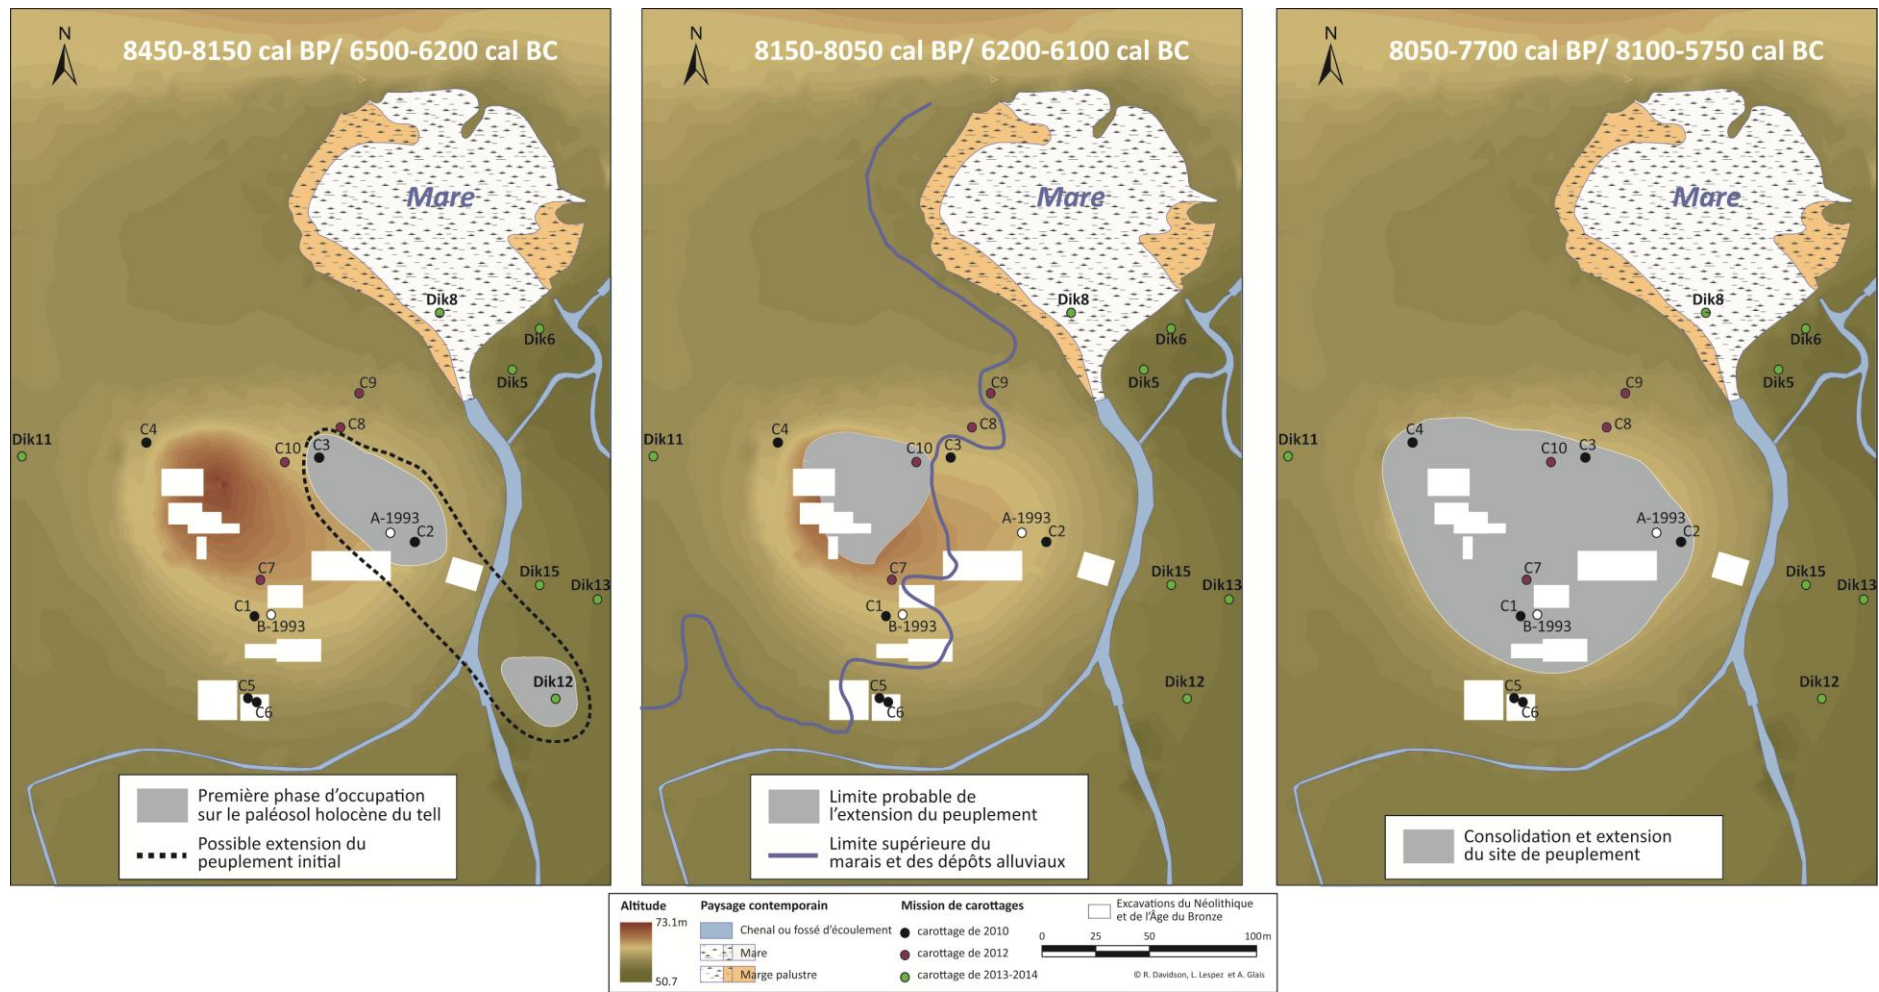 N
8450-8150 cal BP/ 6500-6200 cal BC
Mare
Dik8
Dik6
Dik5
C9
C8
C4
C10
C3
Dik11
A-1993
C2
C7
Dik15
Dik13
C1
B-1993
Dik12
C5
C6
Première phase d'occupation
sur le paléosol holocène du tell
Possible extension du
peuplement initial
N
8150-8050 cal BP/ 6200-6100 cal BC
Mare
Dik8
Dik6
Dik5
C9
C8
C4
C10
C3
Dik11
A-1993
C2
C7
Dik15
Dik13
C1
B-1993
Dik12
C5
C6
Limite probable de
l'extension du peuplement
Limite supérieure du
marais et des dépôts alluviaux
N
8050-7700 cal BP/ 8100-5750 cal BC
Mare
Dik8
Dik6
Dik5
C9
C8
C4
C10
C3
Dik11
A-1993
C2
C7
Dik15
Dik13
C1
B-1993
Dik12
C5
C6
Consolidation et extension
du site de peuplement
Altitude
73.1m
50.7
Paysage contemporain
Chenal ou fossé d'écoulement
Mare
Marge palustre
Mission de carottages
carottage de 2010
carottage de 2012
carottage de 2013-2014
Excavations du Néolithique
et de l'Âge du Bronze
0 25 50 100 m
© R. Davidson, L. Lespez et A. Glais